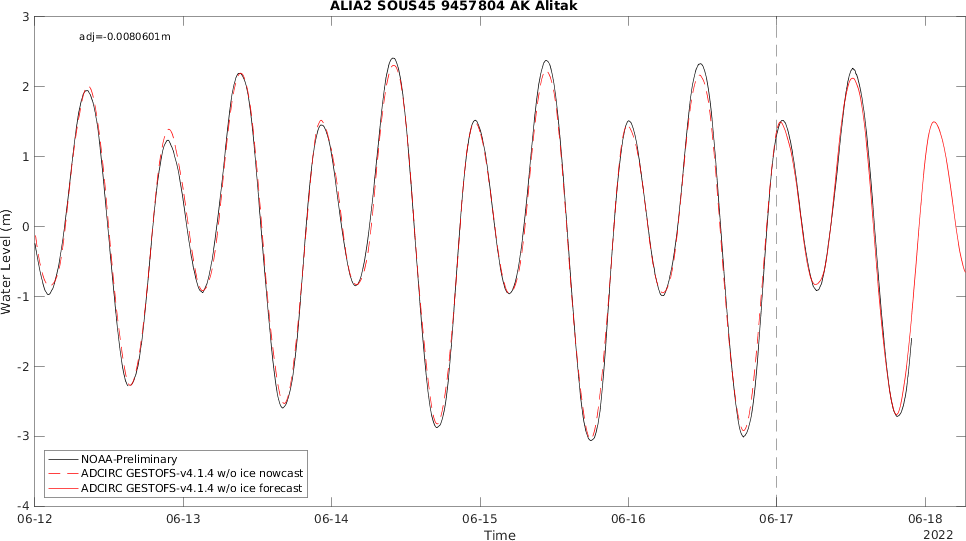 ALIA2 SOUS45 9457804 AK Alitak
adj=-0.0080601m
3
2
1
0
-1
-2
-3
-4
Water Level (m)
NOAA-Preliminary
ADCIRC GESTOFS-v4.1.4 w/o ice nowcast
ADCIRC GESTOFS-v4.1.4 w/o ice forecast
06-12 06-13 06-14 06-15 06-16 06-17 06-18
Time
2022